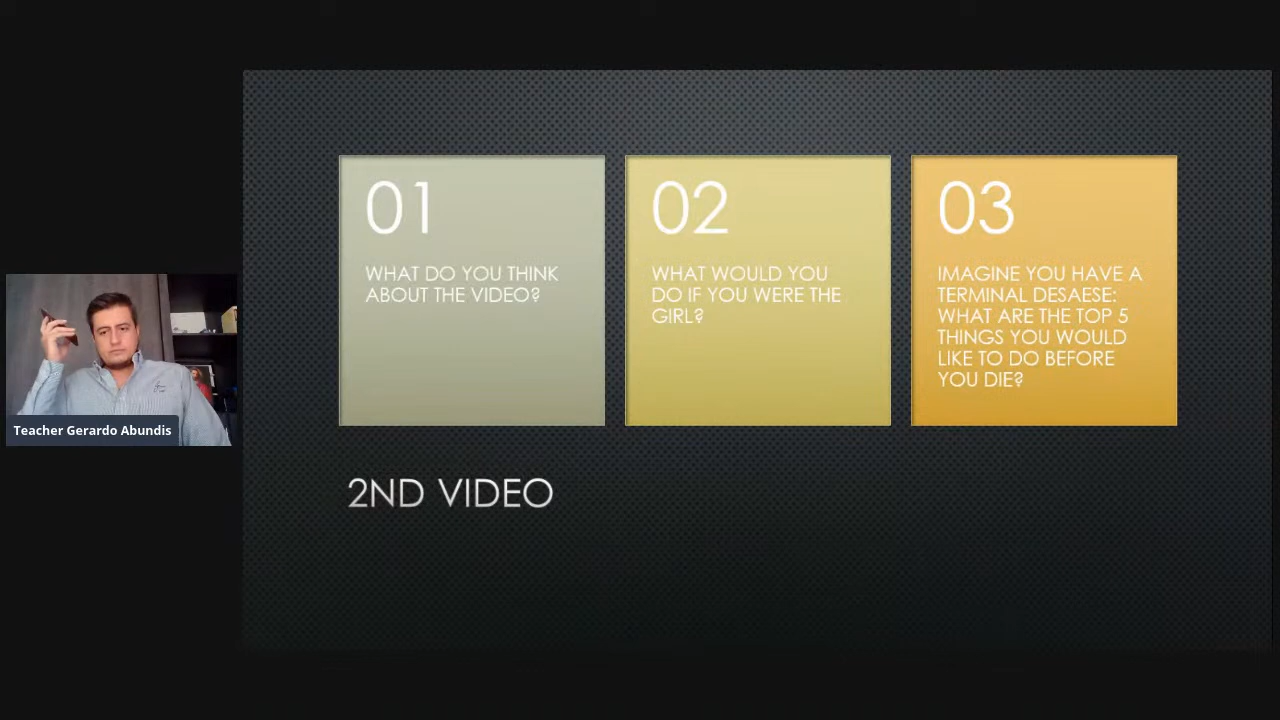 01
WHAT DO YOU THINK
ABOUT THE VIDEO?
02
WHAT WOULD YOU
DO IF YOU WERE THE
GIRL?
03
IMAGINE YOU HAVE A
TERMINAL DESAESE:
WHAT ARE THE TOP 5
THINGS YOU WOULD
LIKE TO DO BEFORE
YOU DIE?
2ND VIDEO
Teacher Gerardo Abundis